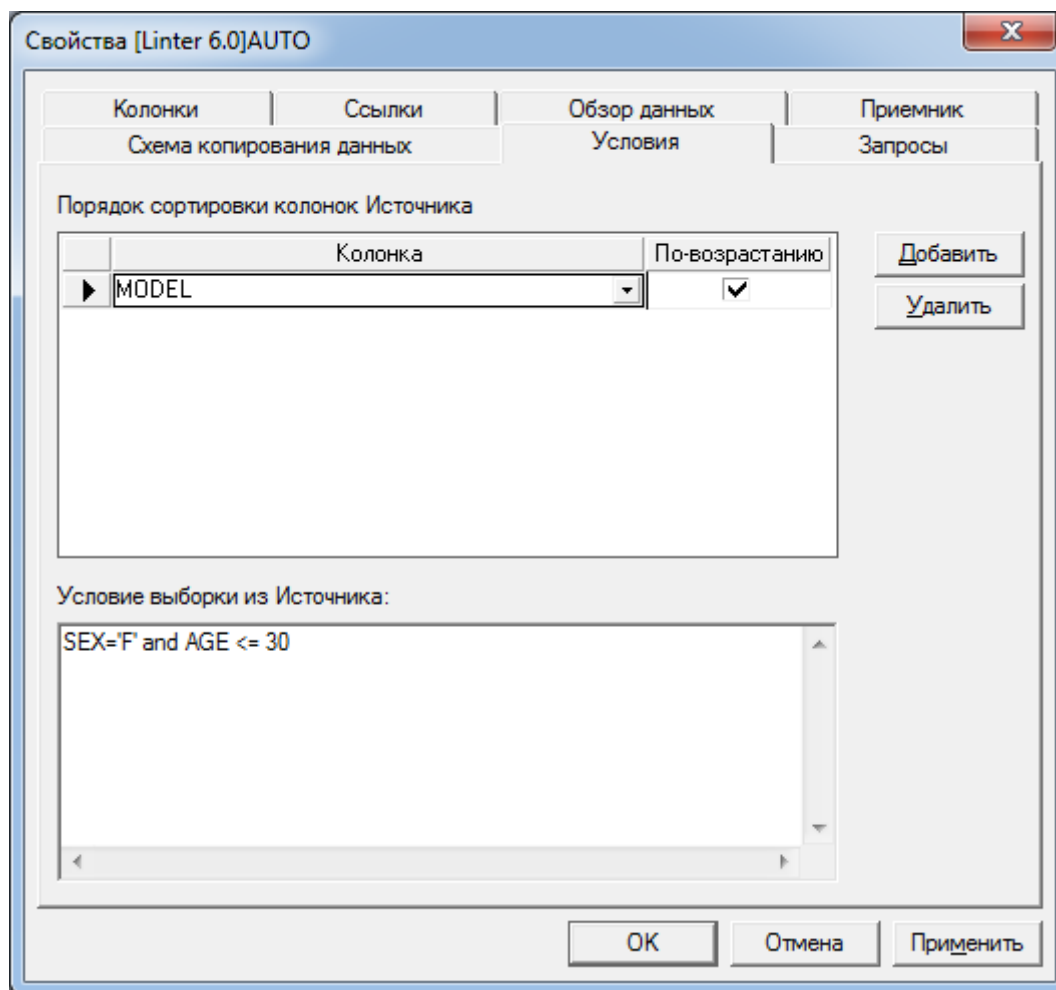 Свойства [Linter 6.0]AUTO
Колонки Ссылки Обзор данных Приемник
Схема копирования данных Условия Запросы
Порядок сортировки колонок Источника
Колонка По-возрастанию
MODEL
Добавить
Удалить
Условие выборки из Источника:
SEX='F' and AGE <= 30
OK Отмена Применить